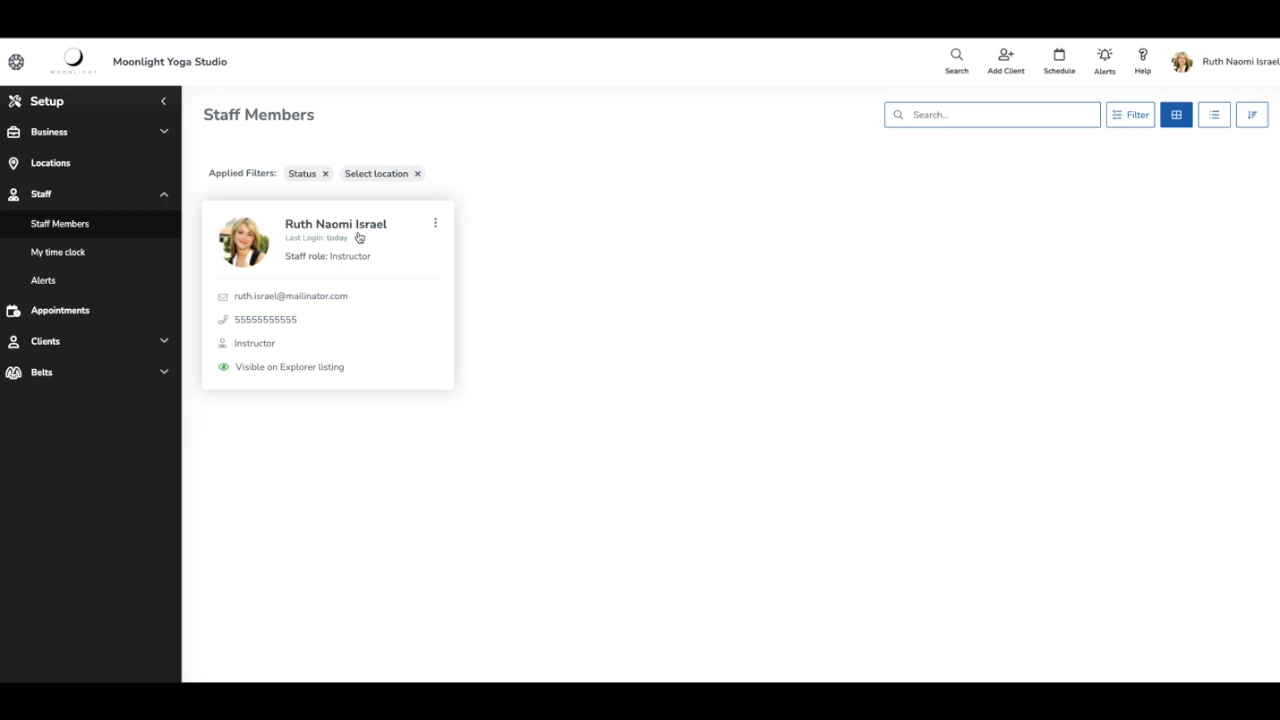 MOONLIGHT
Moonlight Yoga Studio
Search
Add Client
Schedule
Alerts
Help
Ruth Naomi Israel
Setup
Business
Locations
Staff
Staff Members
My time clock
Alerts
Appointments
Clients
Belts
Staff Members
Search...
Filter
Applied Filters: Status × Select location ×
Ruth Naomi Israel
Last Login: today
Staff role: Instructor
ruth.israel@mailinator.com
55555555555
Instructor
Visible on Explorer listing